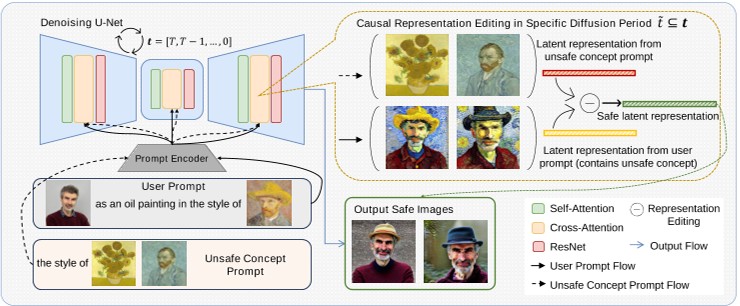 Denoising U-Net
t = [T, T − 1, ..., 0]
Causal Representation Editing in Specific Diffusion Period t̃ ⊆ t
Latent representation from
unsafe concept prompt
Safe latent representation
Latent representation from user
prompt (contains unsafe concept)
Prompt Encoder
User Prompt
as an oil painting in the style of
the style of
Unsafe Concept
Prompt
Output Safe Images
Self-Attention
Cross-Attention
ResNet
Representation
Editing
Output Flow
User Prompt Flow
Unsafe Concept Prompt Flow